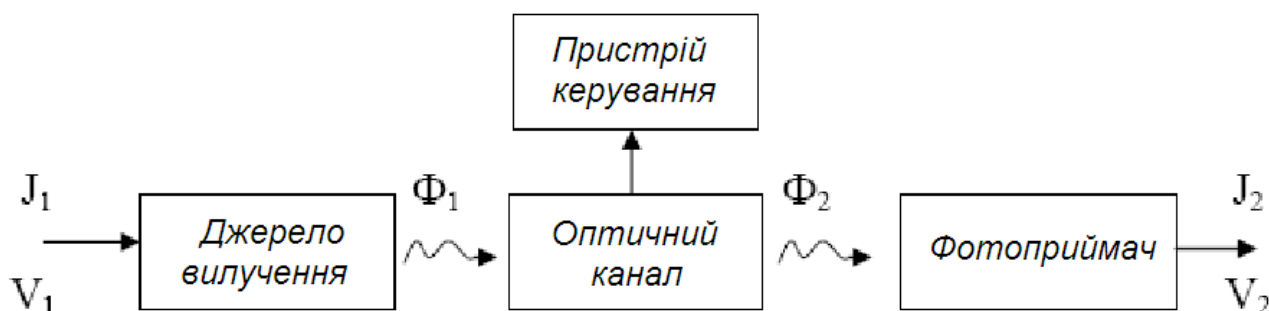 Пристрій
керування
J₁
Φ₁
Φ₂
J₂
Джерело
вилучення
Оптичний
канал
Фотоприймач
V₁
V₂